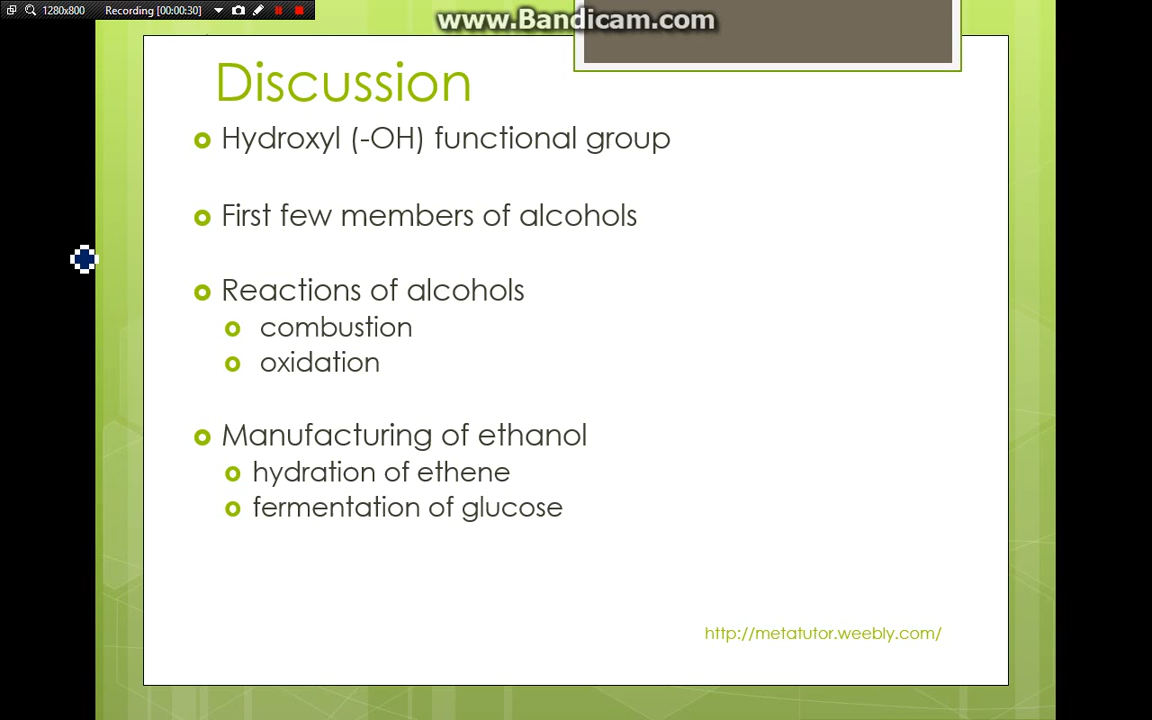 1280x800 Recording [00:00:30]
www.Bandicam.com
Discussion
Hydroxyl (-OH) functional group
First few members of alcohols
Reactions of alcohols
combustion
oxidation
Manufacturing of ethanol
hydration of ethene
fermentation of glucose
http://metatutor.weebly.com/